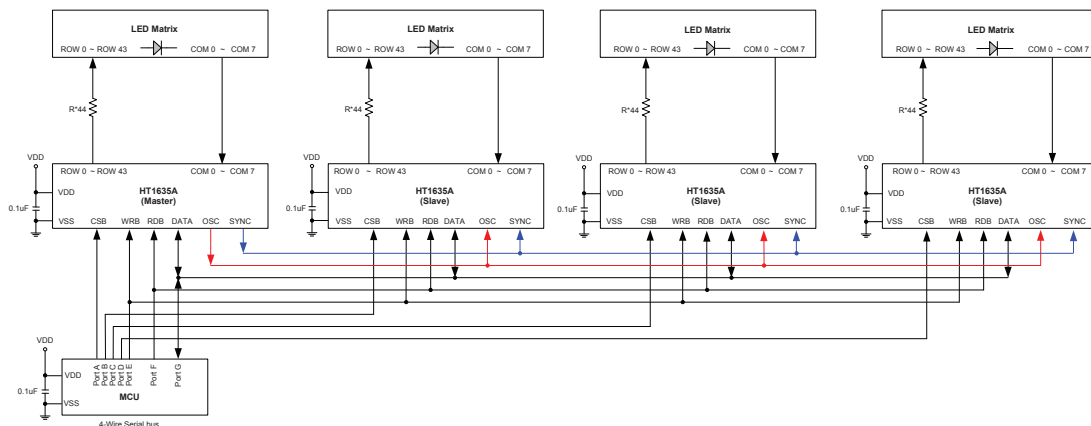 LED Matrix
ROW 0 ~ ROW 43 COM 0 ~ COM 7
LED Matrix
ROW 0 ~ ROW 43 COM 0 ~ COM 7
LED Matrix
ROW 0 ~ ROW 43 COM 0 ~ COM 7
LED Matrix
ROW 0 ~ ROW 43 COM 0 ~ COM 7
R*44
R*44
R*44
R*44
VDD
0.1uF
ROW 0 ~ ROW 43 COM 0 ~ COM 7
VDD
HT1635A
(Master)
VSS CSB WRB RDB DATA OSC SYNC
VDD
0.1uF
ROW 0 ~ ROW 43 COM 0 ~ COM 7
VDD
HT1635A
(Slave)
VSS CSB WRB RDB DATA OSC SYNC
VDD
0.1uF
ROW 0 ~ ROW 43 COM 0 ~ COM 7
VDD
HT1635A
(Slave)
VSS CSB WRB RDB DATA OSC SYNC
VDD
0.1uF
ROW 0 ~ ROW 43 COM 0 ~ COM 7
VDD
HT1635A
(Slave)
VSS CSB WRB RDB DATA OSC SYNC
VDD
0.1uF
VDD
VSS
Port A
Port B
Port C
Port D
Port E
Port F
Port G
MCU
4-Wire Serial bus